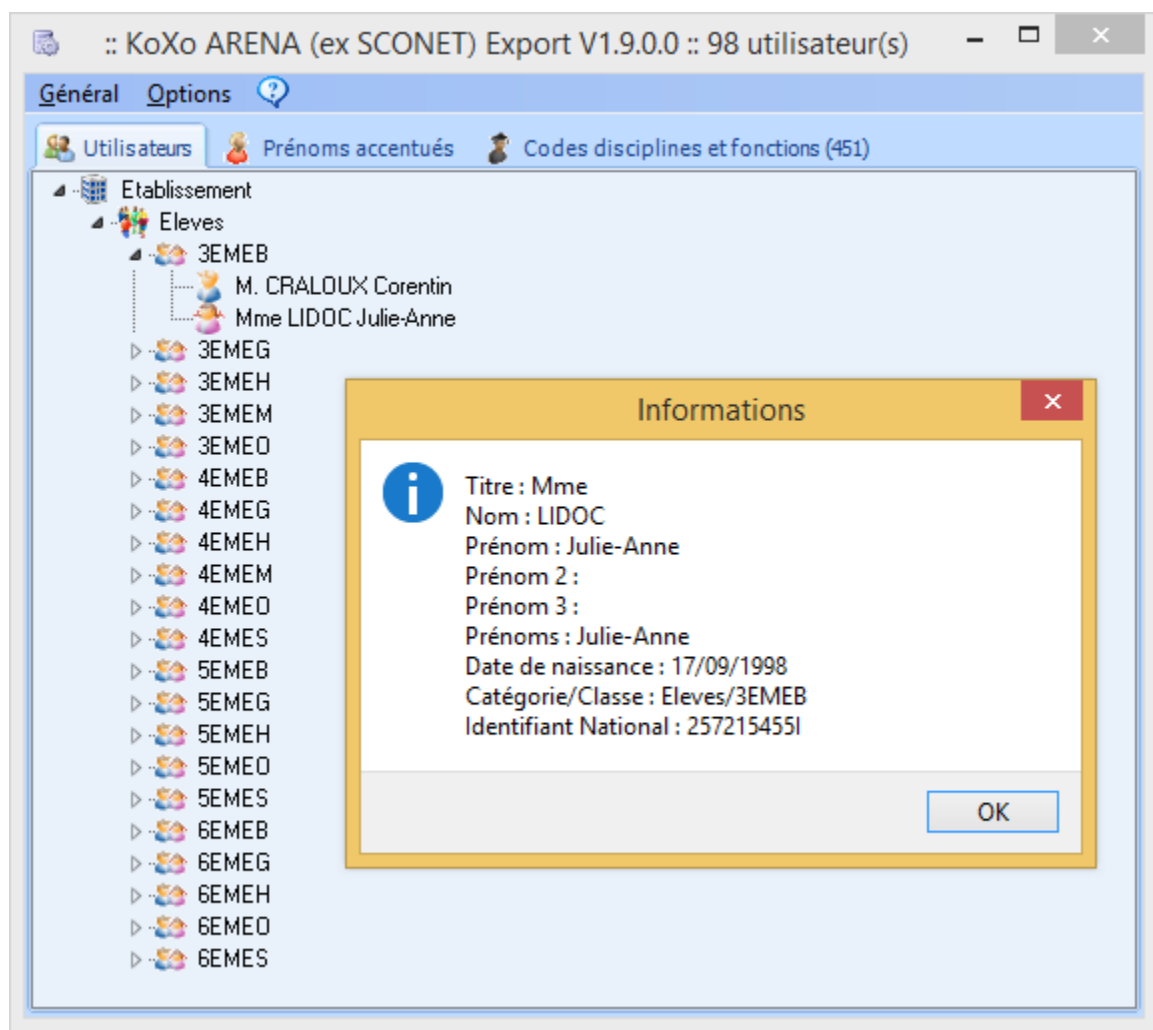 :: KoXo ARENA (ex SCONET) Export V1.9.0.0 :: 98 utilisateur(s)
Général Options
Utilisateurs Prénoms accentués Codes disciplines et fonctions (451)
Etablissement
Eleves
3EMEB
M. CRALOUX Corentin
Mme LIDOC Julie-Anne
3EMEG
3EMEH
3EMEM
3EMEO
4EMEB
4EMEG
4EMEH
4EMEM
4EMEO
4EMES
5EMEB
5EMEG
5EMEH
5EMEO
5EMES
6EMEB
6EMEG
6EMEH
6EMEO
6EMES
Informations
Titre : Mme
Nom : LIDOC
Prénom : Julie-Anne
Prénom 2 :
Prénom 3 :
Prénoms : Julie-Anne
Date de naissance : 17/09/1998
Catégorie/Classe : Eleves/3EMEB
Identifiant National : 257215455I
OK